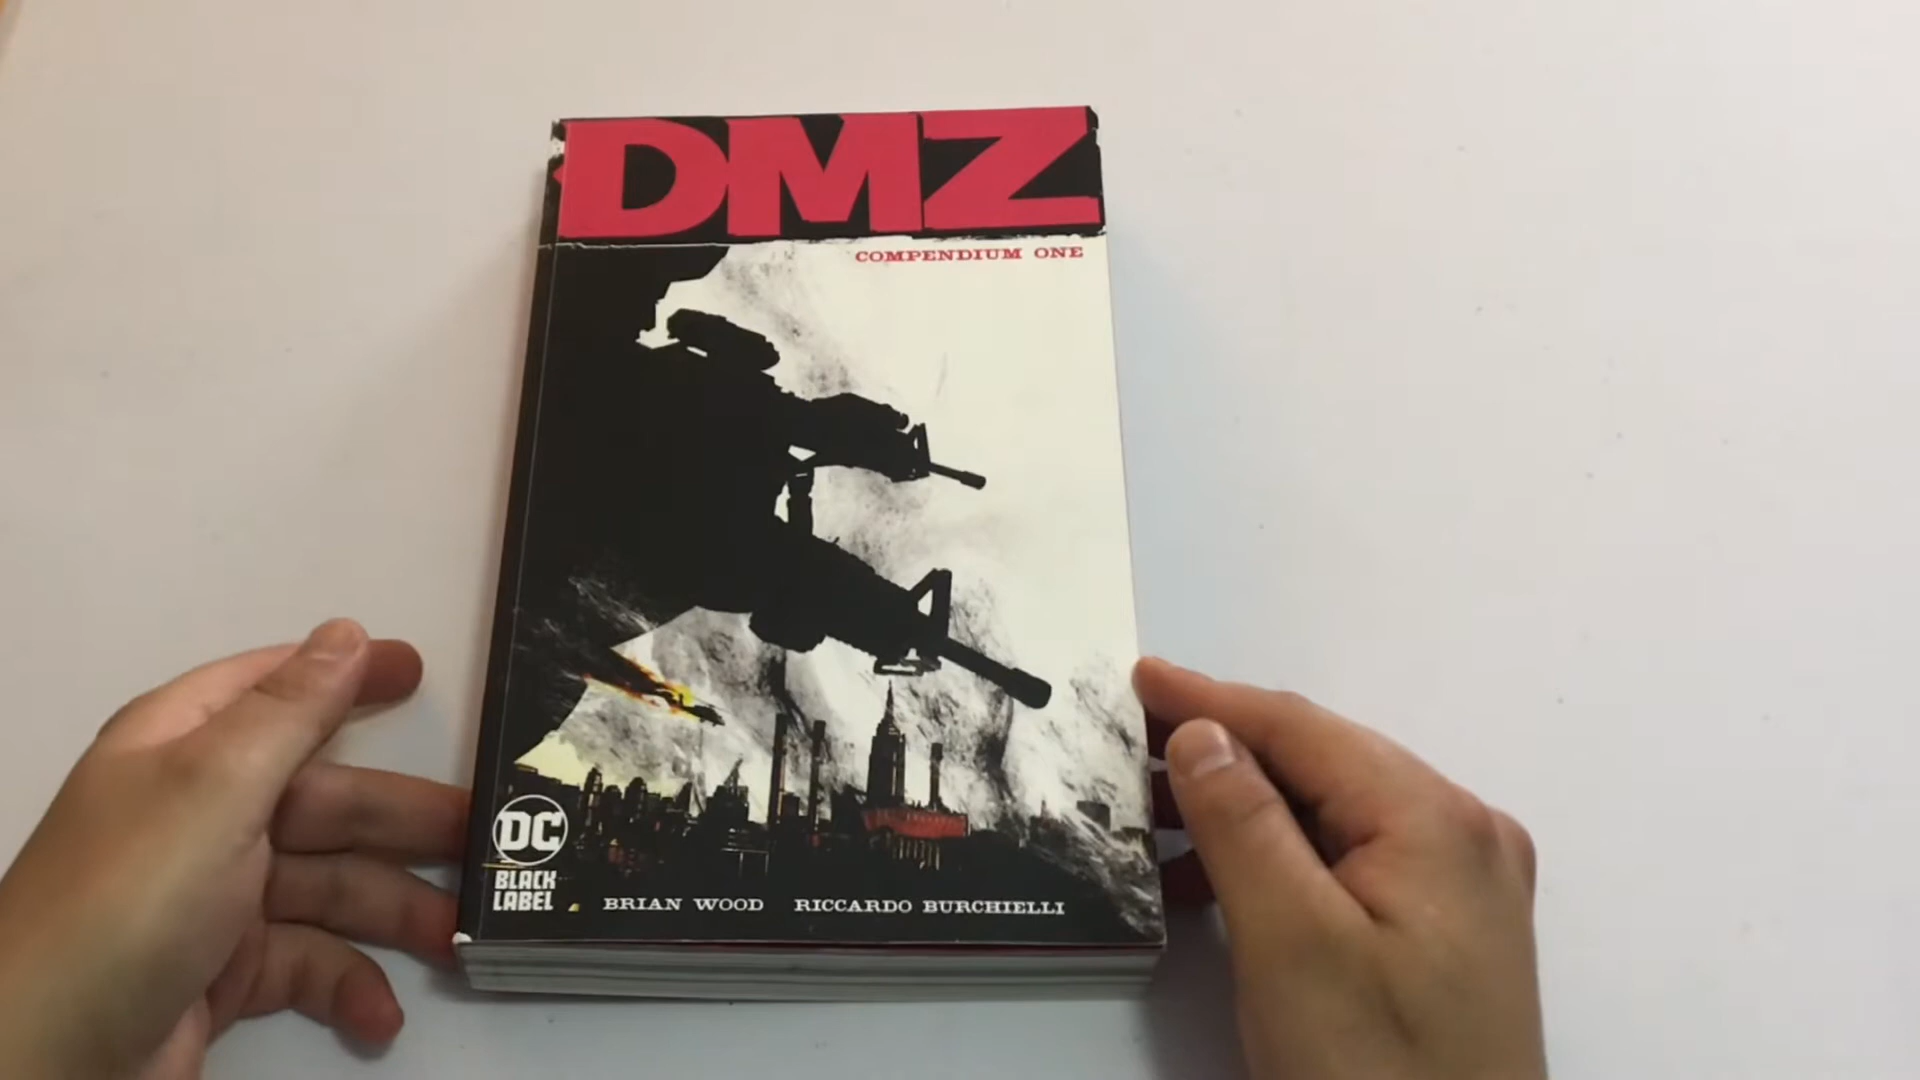 DMZ
COMPENDIUM ONE
DC
BLACK
LABEL
BRIAN WOOD RICCARDO BURCHIELLI